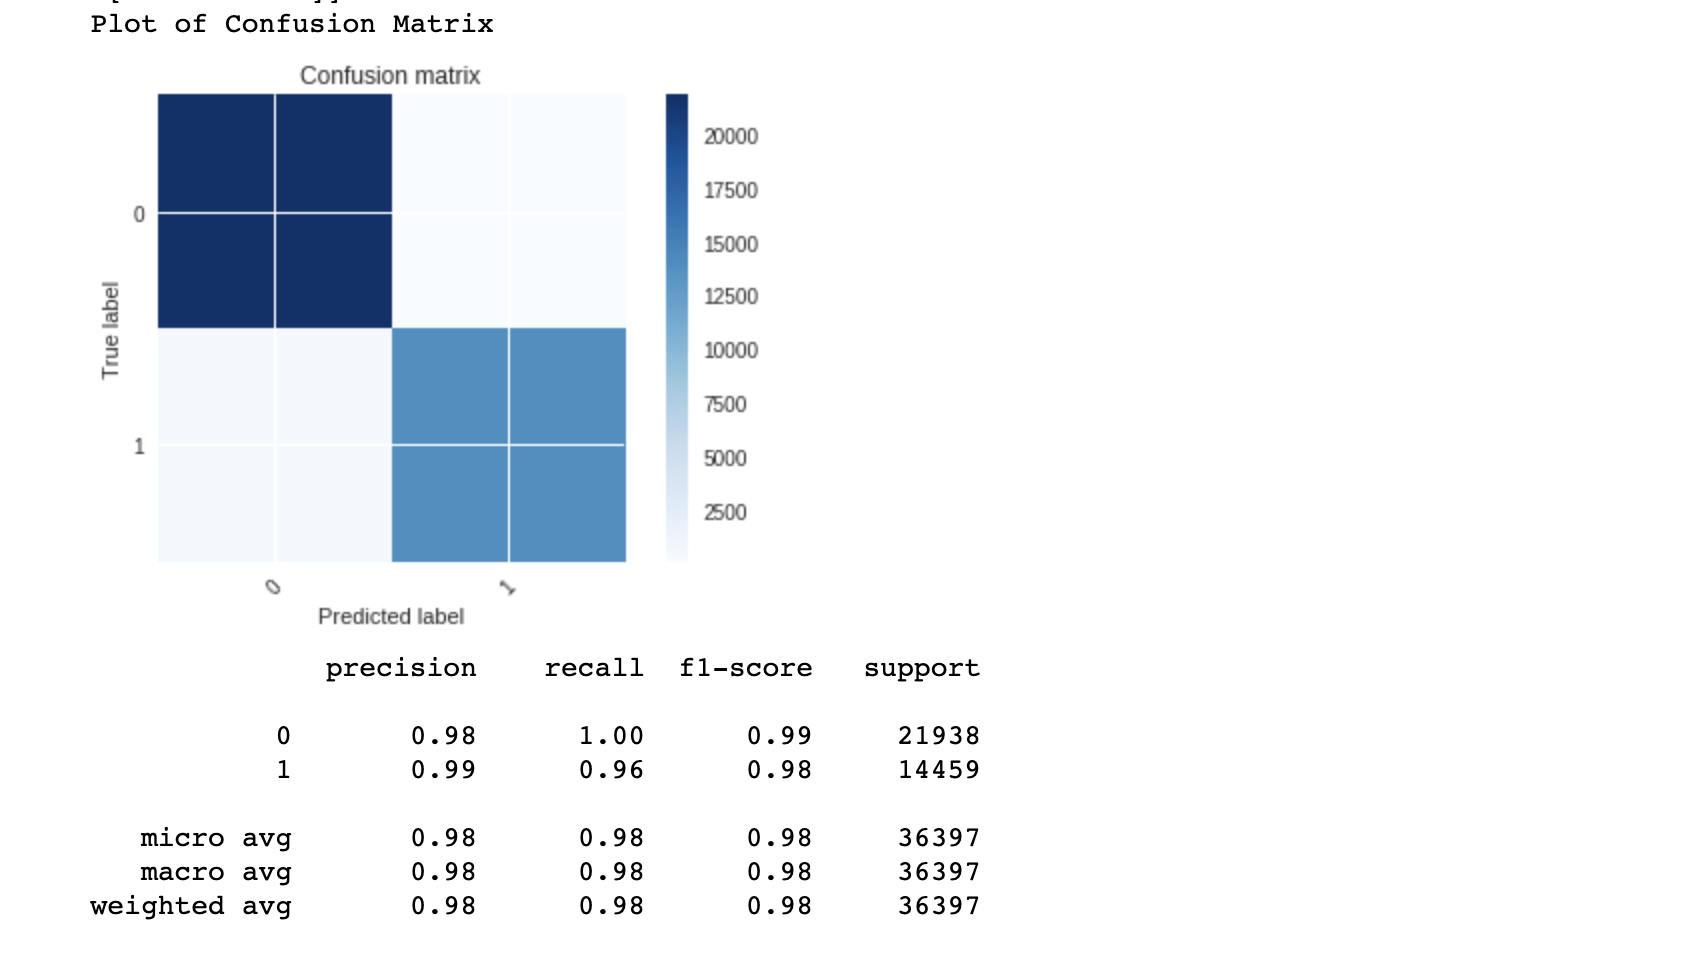 Plot of Confusion Matrix
Confusion matrix
20000
17500
15000
12500
10000
7500
5000
2500
True label
0
1
0
1
Predicted label
precision recall f1-score support
0 0.98 1.00 0.99 21938
1 0.99 0.96 0.98 14459
micro avg 0.98 0.98 0.98 36397
macro avg 0.98 0.98 0.98 36397
weighted avg 0.98 0.98 0.98 36397